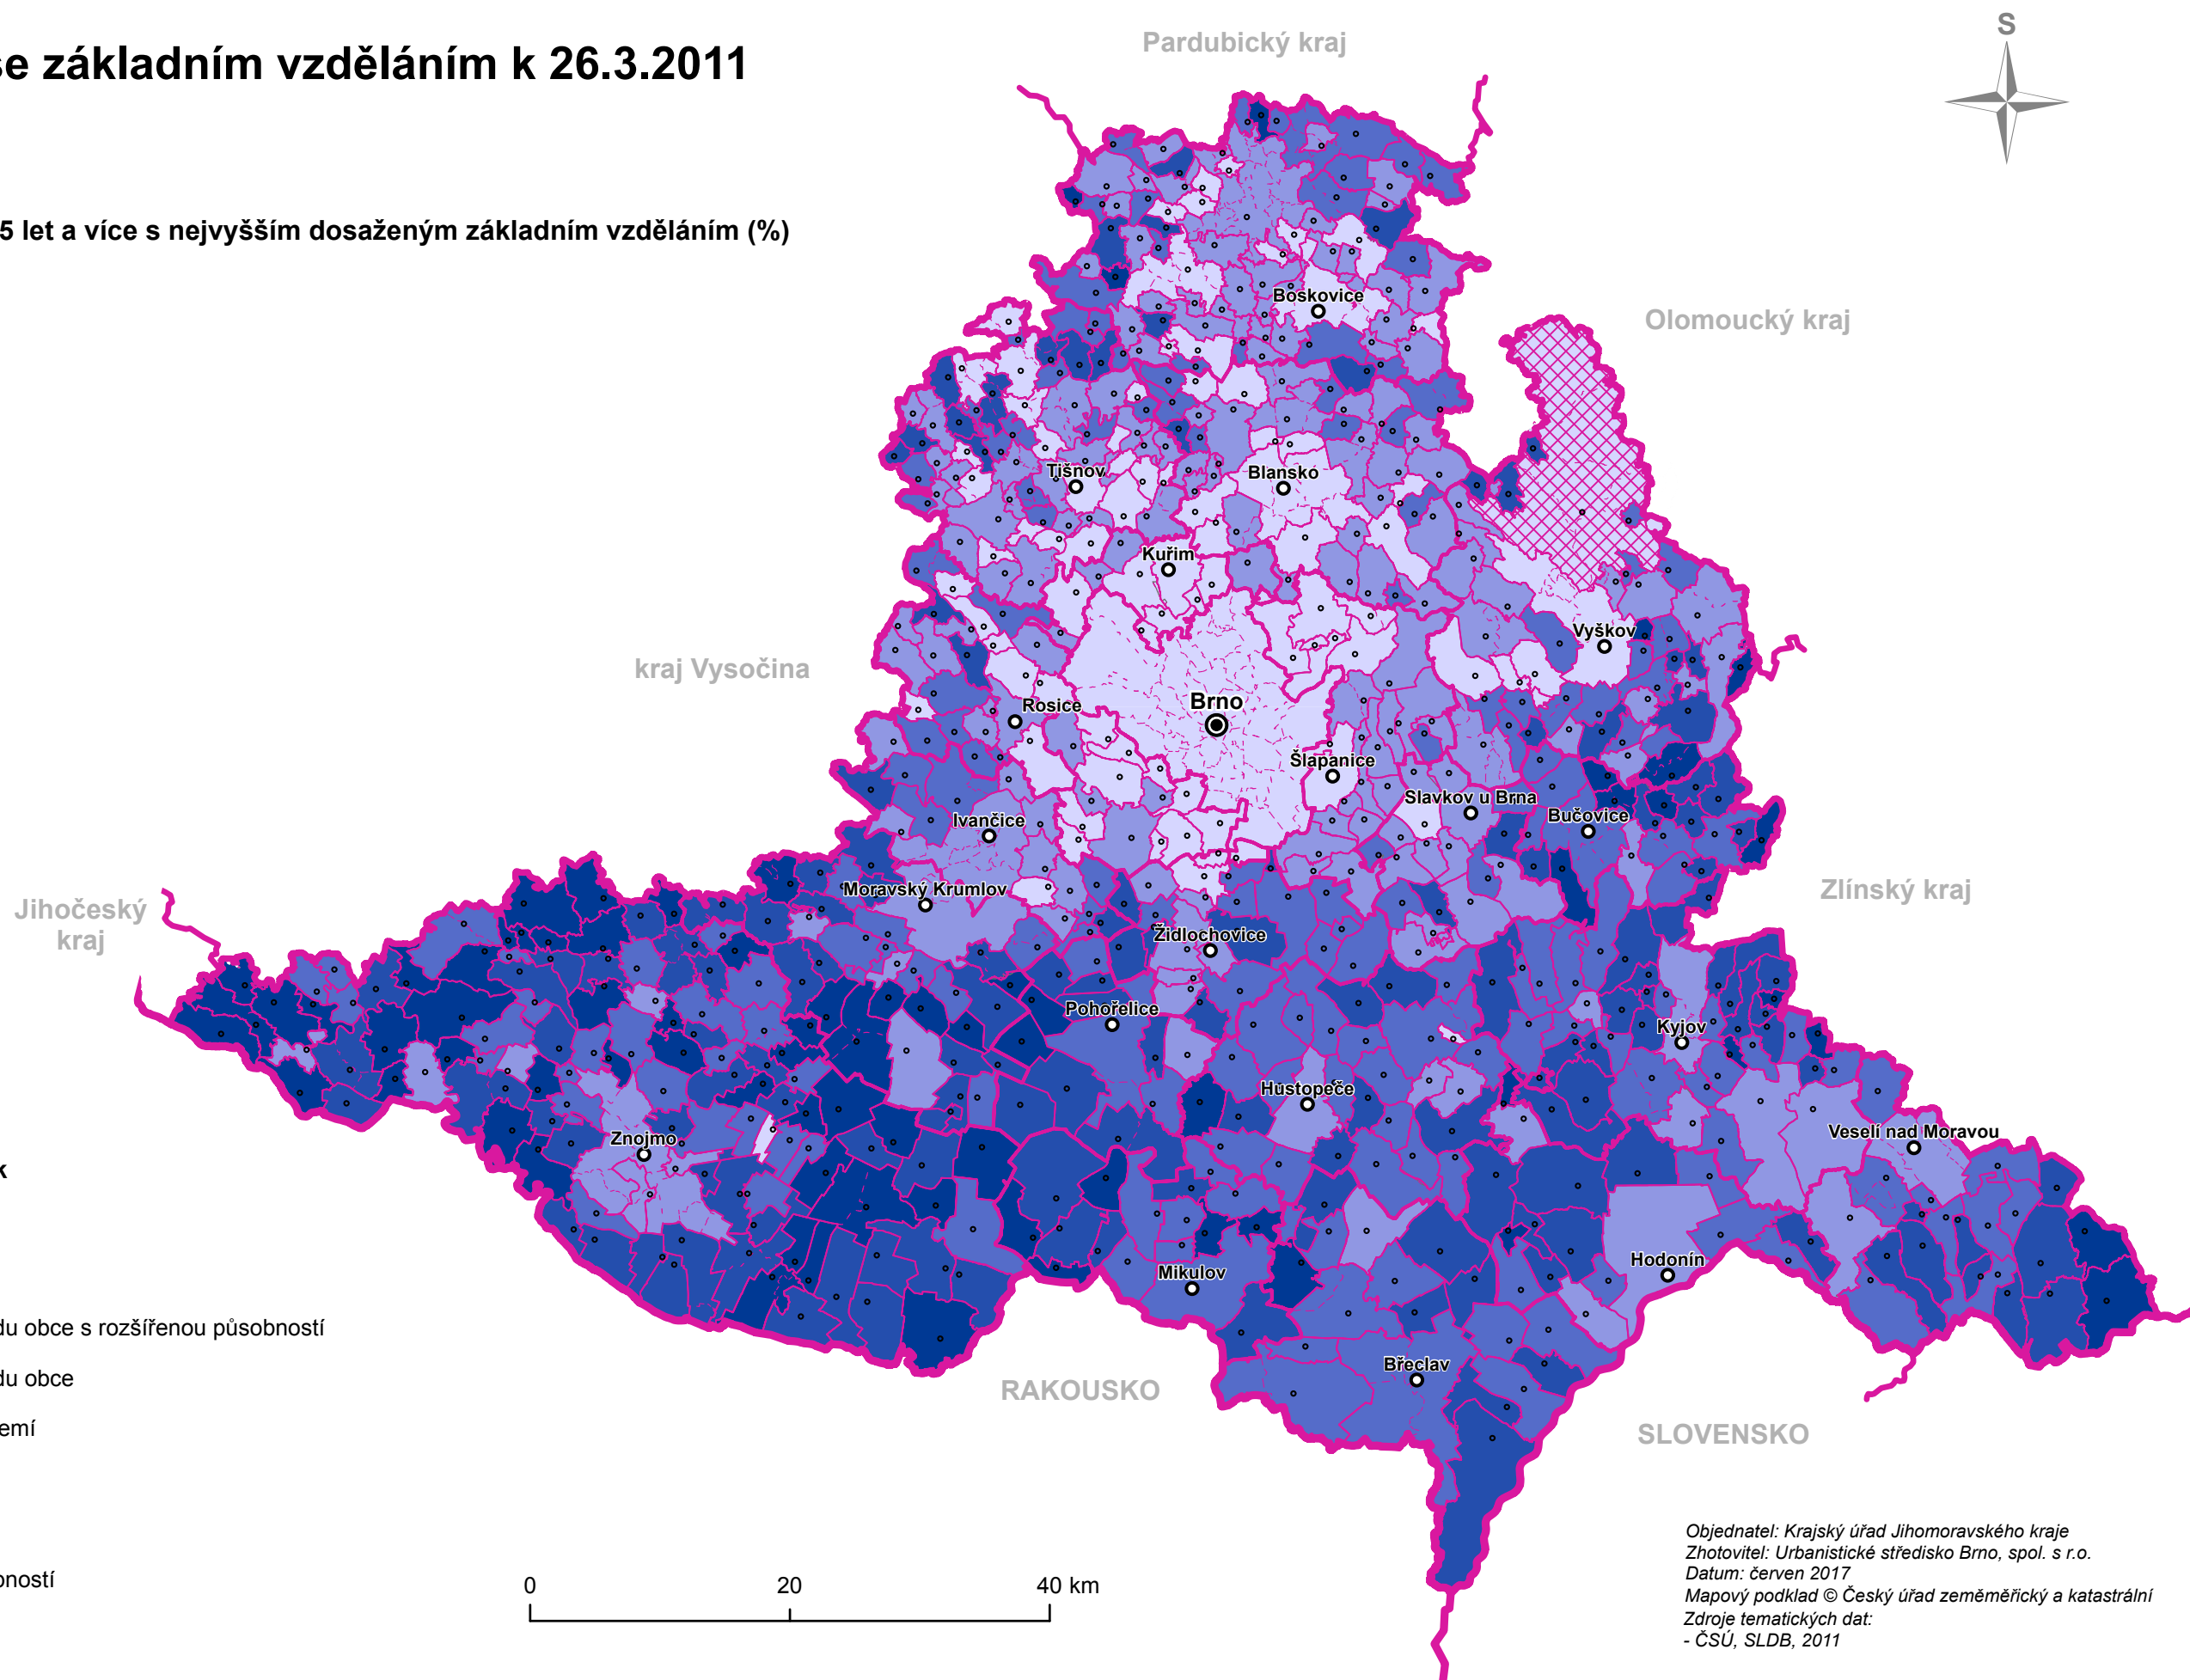 se základním vzděláním k 26.3.2011
5 let a více s nejvyšším dosaženým základním vzděláním (%)
S
Pardubický kraj
Olomoucký kraj
kraj Vysočina
Zlínský kraj
Jihočeský
kraj
RAKOUSKO
SLOVENSKO
Boskovice
Tišnov
Blansko
Kuřim
Vyškov
Brno
Rosice
Šlapanice
Slavkov u Brna
Bučovice
Ivančice
Moravský Krumlov
Židlochovice
Pohořelice
Kyjov
Hustopeče
Znojmo
Veselí nad Moravou
Hodonín
Mikulov
Břeclav
k
du obce s rozšířenou působností
du obce
emí
bností
0 20 40 km
Objednatel: Krajský úřad Jihomoravského kraje
Zhotovitel: Urbanistické středisko Brno, spol. s r.o.
Datum: červen 2017
Mapový podklad © Český úřad zeměměřický a katastrální
Zdroje tematických dat:
- ČSÚ, SLDB, 2011